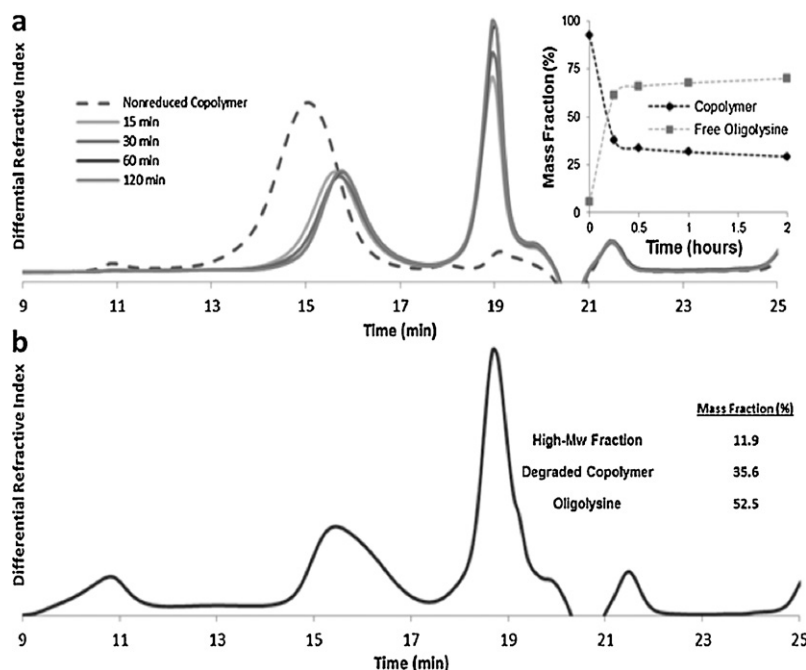 a
Differntial Refractive Index
Nonreduced Copolymer
15 min
30 min
60 min
120 min
9 11 13 15 17 19 21 23 25
Time (min)
Mass Fraction (%)
100
75
50
25
0
Copolymer
Free Oligolysine
0 0.5 1 1.5 2
Time (hours)
b
Differential Refractive Index
Mass Fraction (%)
High-Mw Fraction 11.9
Degraded Copolymer 35.6
Oligolysine 52.5
9 11 13 15 17 19 21 23 25
Time (min)